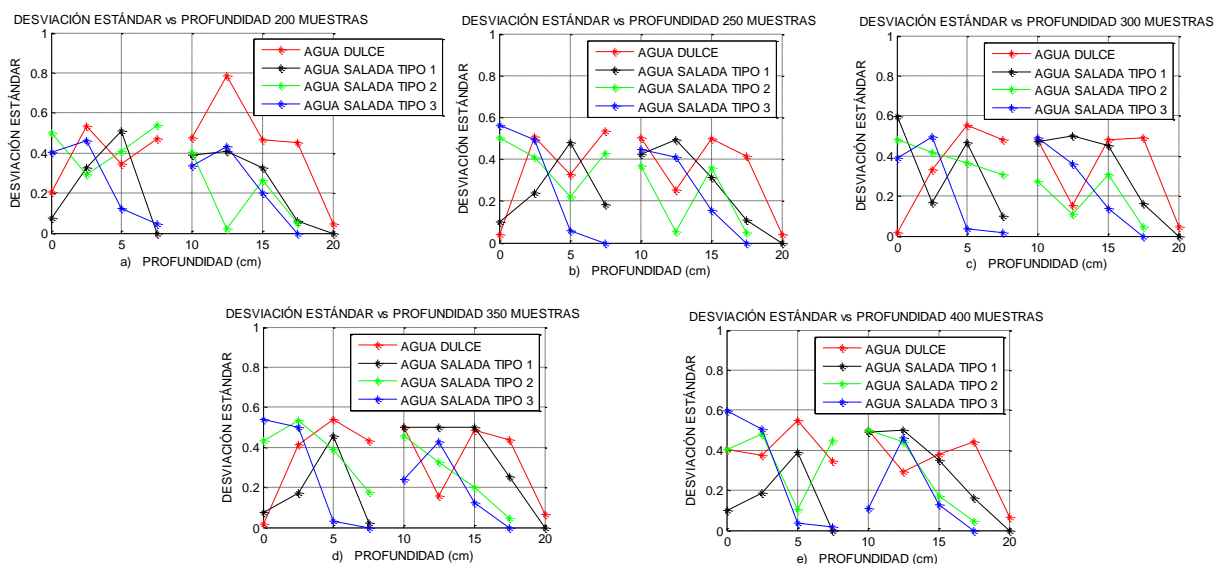 DESVIACIÓN ESTÁNDAR vs PROFUNDIDAD 200 MUESTRAS
1
0.8
0.6
0.4
0.2
0
DESVIACIÓN ESTÁNDAR
AGUA DULCE
AGUA SALADA TIPO 1
AGUA SALADA TIPO 2
AGUA SALADA TIPO 3
0 5 10 15 20
a) PROFUNDIDAD (cm)
DESVIACIÓN ESTÁNDAR vs PROFUNDIDAD 250 MUESTRAS
1
0.8
0.6
0.4
0.2
0
DESVIACIÓN ESTÁNDAR
AGUA DULCE
AGUA SALADA TIPO 1
AGUA SALADA TIPO 2
AGUA SALADA TIPO 3
0 5 10 15 20
b) PROFUNDIDAD (cm)
DESVIACIÓN ESTÁNDAR vs PROFUNDIDAD 300 MUESTRAS
1
0.8
0.6
0.4
0.2
0
DESVIACIÓN ESTÁNDAR
AGUA DULCE
AGUA SALADA TIPO 1
AGUA SALADA TIPO 2
AGUA SALADA TIPO 3
0 5 10 15 20
c) PROFUNDIDAD (cm)
DESVIACIÓN ESTÁNDAR vs PROFUNDIDAD 350 MUESTRAS
1
0.8
0.6
0.4
0.2
0
DESVIACIÓN ESTÁNDAR
AGUA DULCE
AGUA SALADA TIPO 1
AGUA SALADA TIPO 2
AGUA SALADA TIPO 3
0 5 10 15 20
d) PROFUNDIDAD (cm)
DESVIACIÓN ESTÁNDAR vs PROFUNDIDAD 400 MUESTRAS
1
0.8
0.6
0.4
0.2
0
DESVIACIÓN ESTÁNDAR
AGUA DULCE
AGUA SALADA TIPO 1
AGUA SALADA TIPO 2
AGUA SALADA TIPO 3
0 5 10 15 20
e) PROFUNDIDAD (cm)